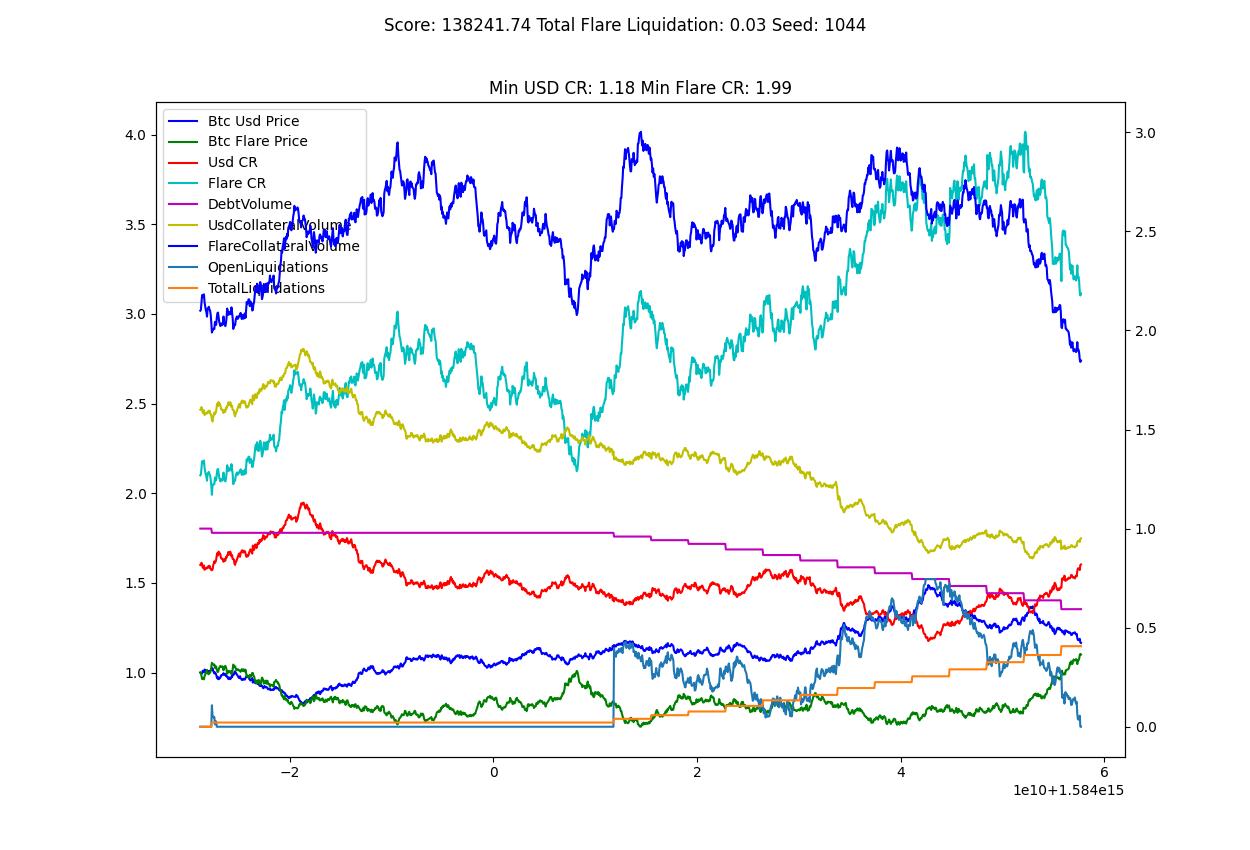 Score: 138241.74 Total Flare Liquidation: 0.03 Seed: 1044
Min USD CR: 1.18 Min Flare CR: 1.99
Btc Usd Price
Btc Flare Price
Usd CR
Flare CR
DebtVolume
UsdCollateralVolume
FlareCollateralVolume
OpenLiquidations
TotalLiquidations
4.0
3.5
3.0
2.5
2.0
1.5
1.0
3.0
2.5
2.0
1.5
1.0
0.5
0.0
−2
0
2
4
6
1e10+1.584e15